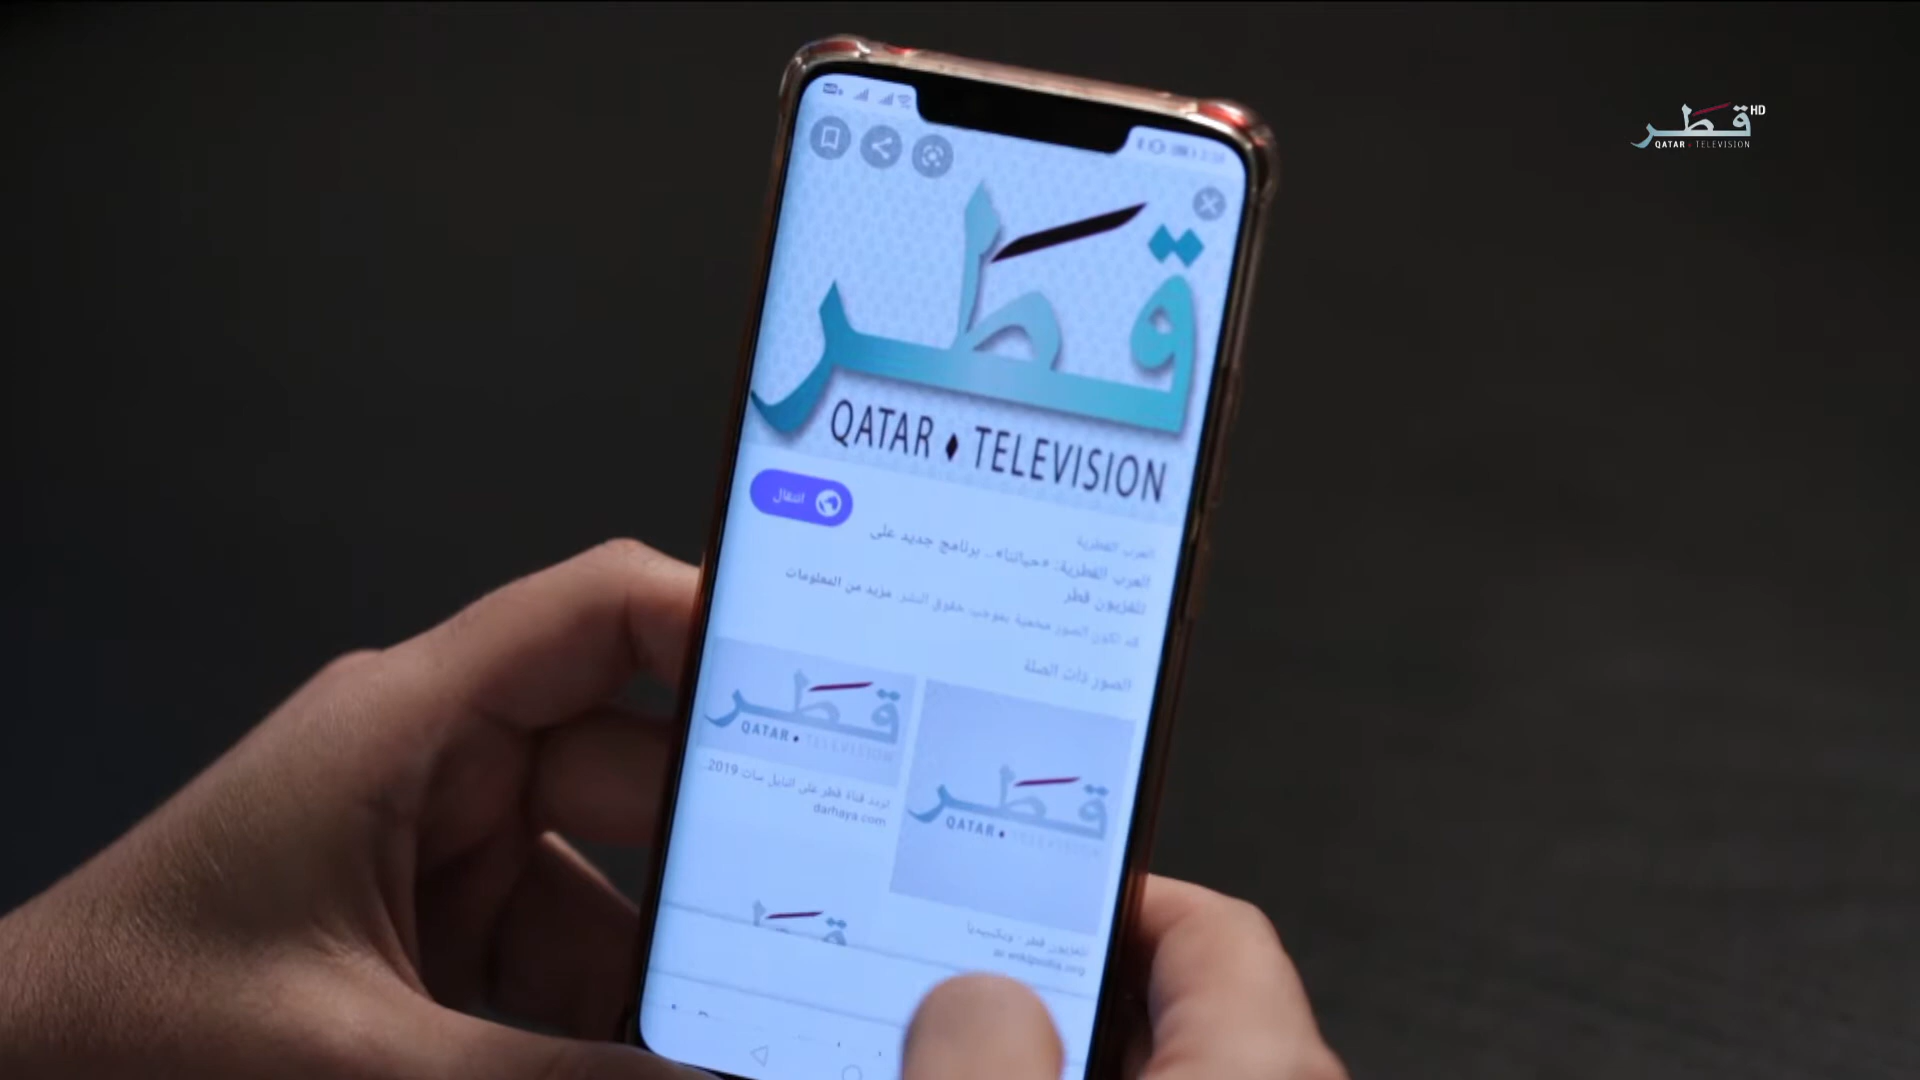 قطر HD
QATAR TELEVISION
قطر
QATAR ♦ TELEVISION
انتقال
العرب القطرية
العرب القطرية: «حياتنا».. برنامج جديد على
تلفزيون قطر
قد تكون الصور محمية بموجب حقوق النشر. مزيد من المعلومات
الصور ذات الصلة
قطر
QATAR ♦ TELEVISION
قطر
QATAR ♦ TELEVISION
تردد قناة قطر على النايل سات 2019..
darhaya.com
تلفزيون قطر - ويكيبيديا
ar.wikipedia.org